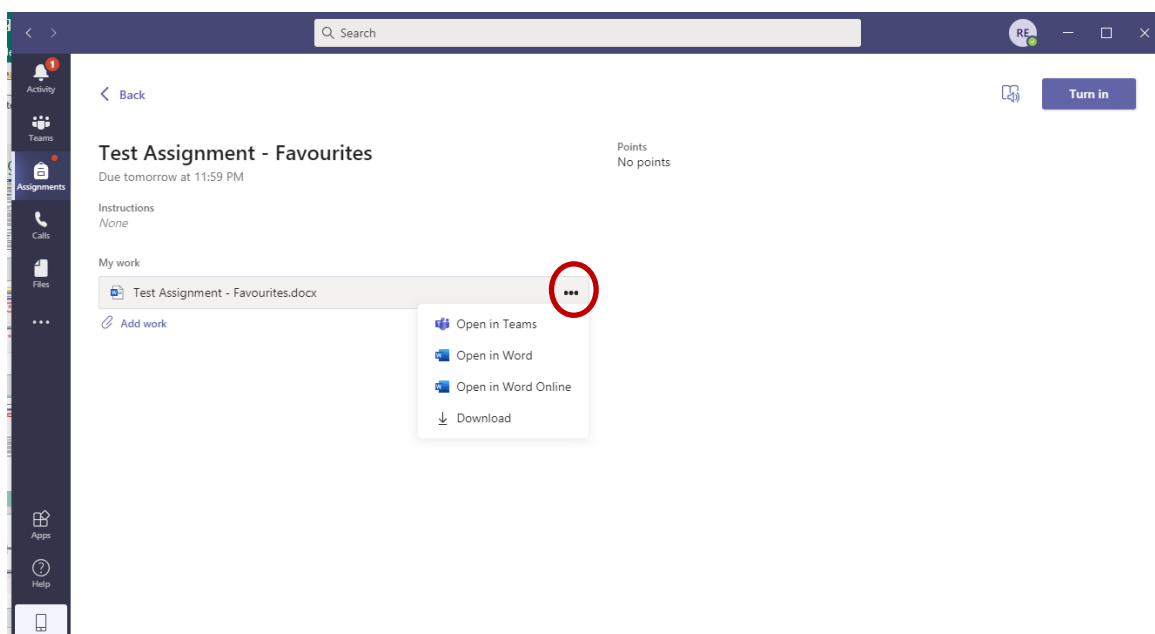 Search
RE
1
Activity
Teams
Assignments
Calls
Files
Apps
Help
Back
Turn in
Test Assignment - Favourites
Due tomorrow at 11:59 PM
Points
No points
Instructions
None
My work
Test Assignment - Favourites.docx
Add work
Open in Teams
Open in Word
Open in Word Online
Download